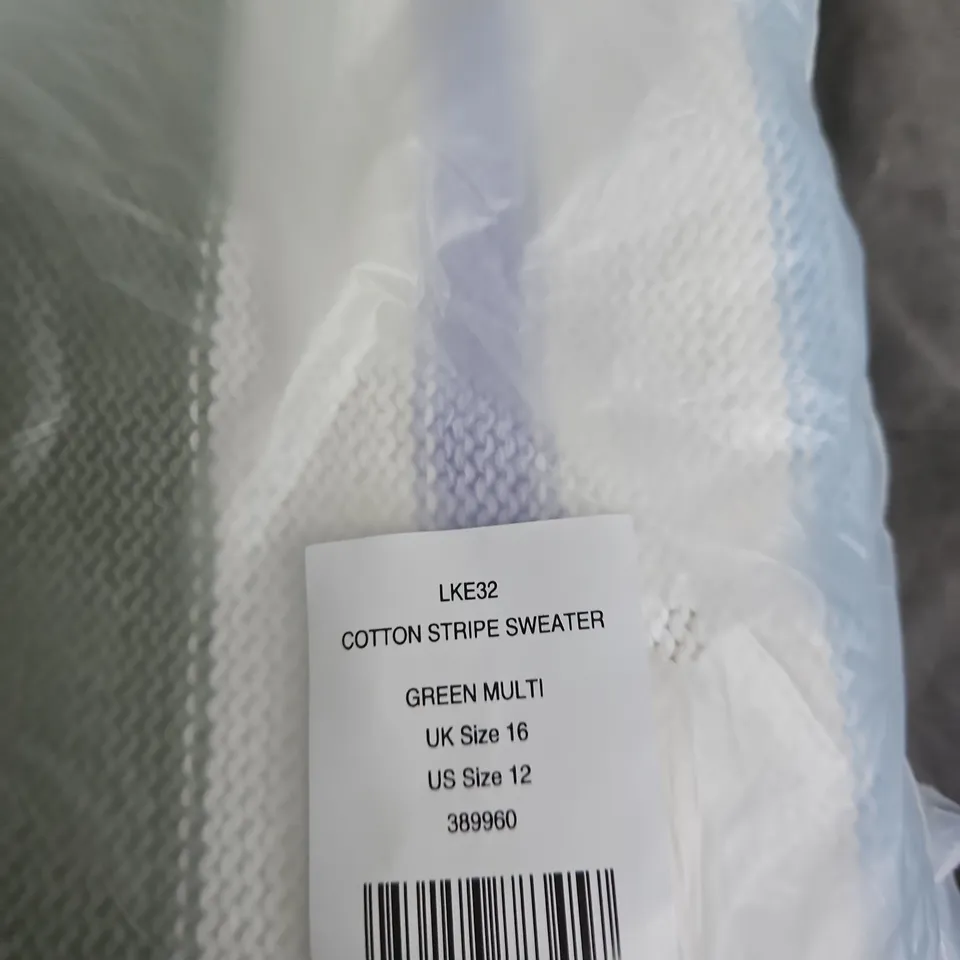 LKE32
COTTON STRIPE SWEATER
GREEN MULTI
UK Size 16
US Size 12
389960